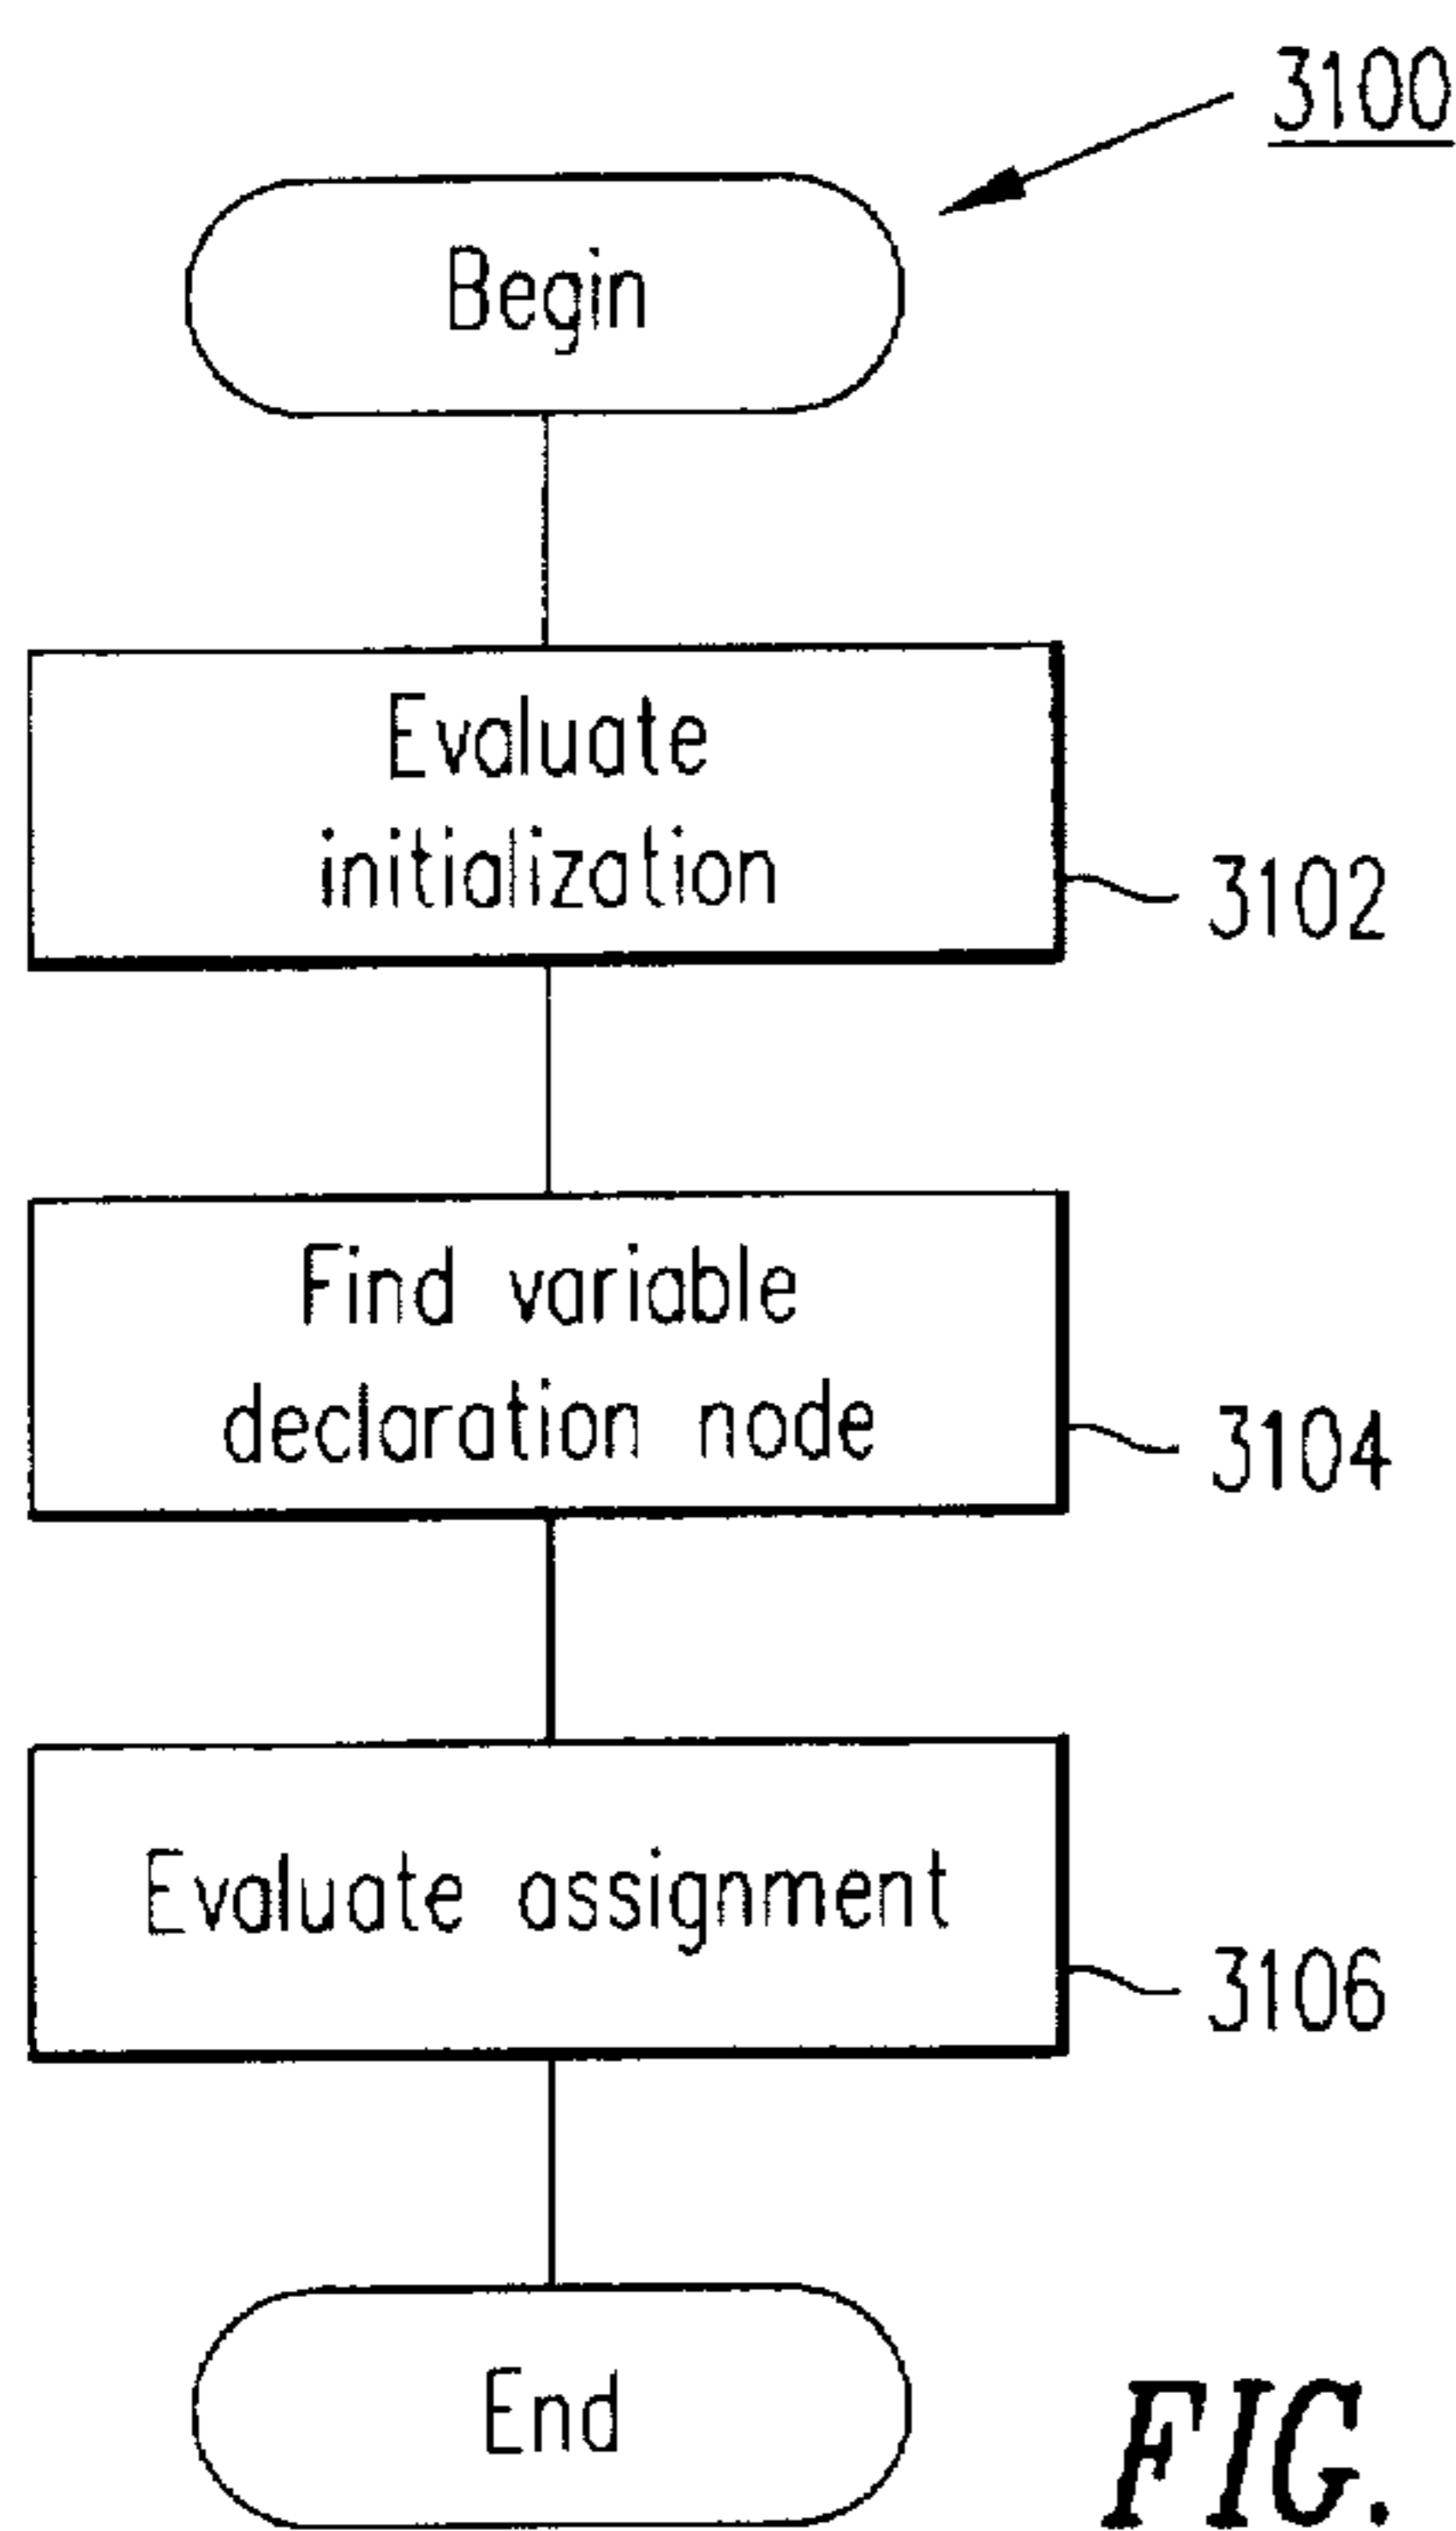 3100
Begin
Evaluate
initialization
3102
Find variable
declaration node
3104
Evaluate assignment
3106
End
FIG.